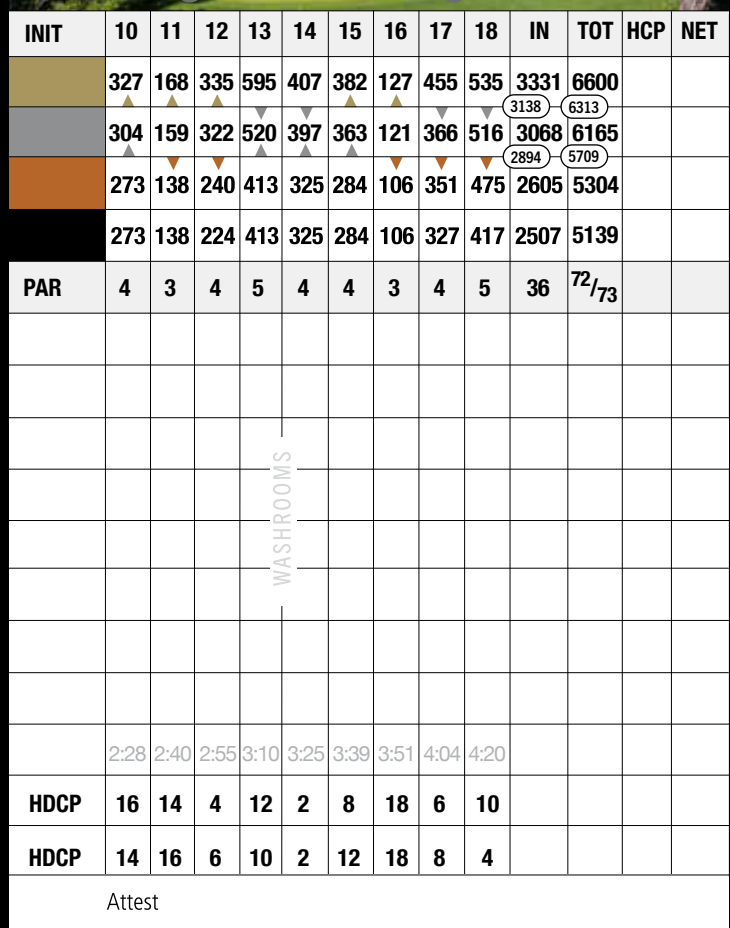 INIT 10 11 12 13 14 15 16 17 18 IN TOT HCP NET
327 168 335 595 407 382 127 455 535 3331 6600
3138 6313
304 159 322 520 397 363 121 366 516 3068 6165
2894 5709
273 138 240 413 325 284 106 351 475 2605 5304
273 138 224 413 325 284 106 327 417 2507 5139
PAR 4 3 4 5 4 4 3 4 5 36 72/73
WASHROOMS
2:28 2:40 2:55 3:10 3:25 3:39 3:51 4:04 4:20
HDCP 16 14 4 12 2 8 18 6 10
HDCP 14 16 6 10 2 12 18 8 4
Attest